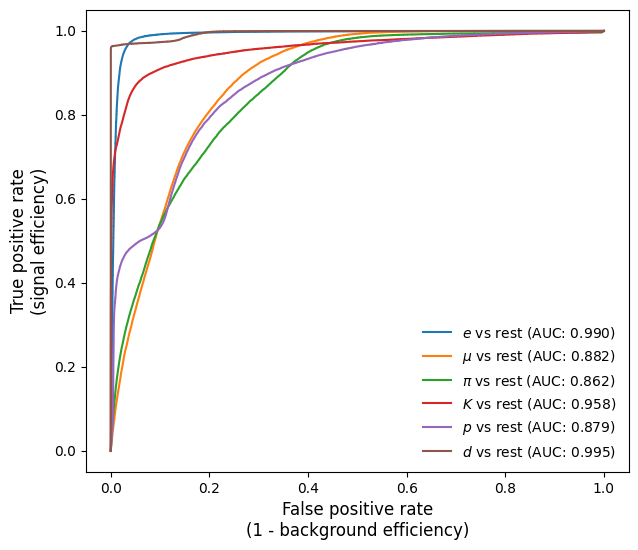 True positive rate
(signal efficiency)
1.0
0.8
0.6
0.4
0.2
0.0
e vs rest (AUC: 0.990)
μ vs rest (AUC: 0.882)
π vs rest (AUC: 0.862)
K vs rest (AUC: 0.958)
p vs rest (AUC: 0.879)
d vs rest (AUC: 0.995)
0.0 0.2 0.4 0.6 0.8 1.0
False positive rate
(1 - background efficiency)